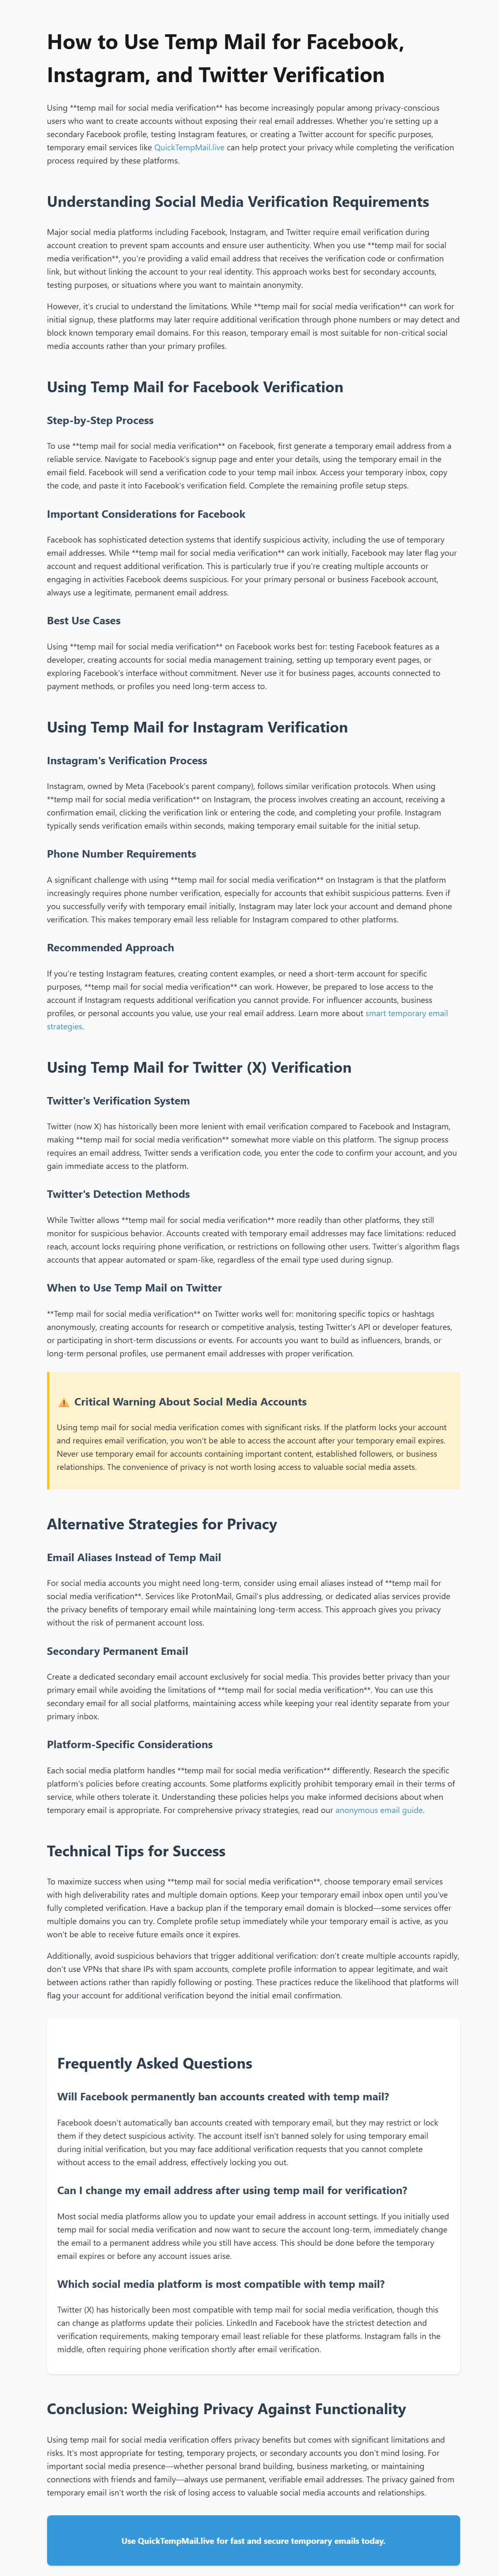 How to Use Temp Mail for Facebook,
Instagram, and Twitter Verification
Using **temp mail for social media verification** has become increasingly popular among privacy-conscious
users who want to create accounts without exposing their real email addresses. Whether you're setting up a
secondary Facebook profile, testing Instagram features, or creating a Twitter account for specific purposes,
temporary email services like QuickTempMail.live can help protect your privacy while completing the verification
process required by these platforms.
Understanding Social Media Verification Requirements
Major social media platforms including Facebook, Instagram, and Twitter require email verification during
account creation to prevent spam accounts and ensure user authenticity. When you use **temp mail for social
media verification**, you're providing a valid email address that receives the verification code or confirmation
link, but without linking the account to your real identity. This approach works best for secondary accounts,
testing purposes, or situations where you want to maintain anonymity.
However, it's crucial to understand the limitations. While **temp mail for social media verification** can work for
initial signup, these platforms may later require additional verification through phone numbers or may detect and
block known temporary email domains. For this reason, temporary email is most suitable for non-critical social
media accounts rather than your primary profiles.
Using Temp Mail for Facebook Verification
Step-by-Step Process
To use **temp mail for social media verification** on Facebook, first generate a temporary email address from a
reliable service. Navigate to Facebook's signup page and enter your details, using the temporary email in the
email field. Facebook will send a verification code to your temp mail inbox. Access your temporary inbox, copy
the code, and paste it into Facebook's verification field. Complete the remaining profile setup steps.
Important Considerations for Facebook
Facebook has sophisticated detection systems that identify suspicious activity, including the use of temporary
email addresses. While **temp mail for social media verification** can work initially, Facebook may later flag your
account and request additional verification. This is particularly true if you're creating multiple accounts or
engaging in activities Facebook deems suspicious. For your primary personal or business Facebook account,
always use a legitimate, permanent email address.
Best Use Cases
Using **temp mail for social media verification** on Facebook works best for: testing Facebook features as a
developer, creating accounts for social media management training, setting up temporary event pages, or
exploring Facebook's interface without commitment. Never use it for business pages, accounts connected to
payment methods, or profiles you need long-term access to.
Using Temp Mail for Instagram Verification
Instagram's Verification Process
Instagram, owned by Meta (Facebook's parent company), follows similar verification protocols. When using
**temp mail for social media verification** on Instagram, the process involves creating an account, receiving a
confirmation email, clicking the verification link or entering the code, and completing your profile. Instagram
typically sends verification emails within seconds, making temporary email suitable for the initial setup.
Phone Number Requirements
A significant challenge with using **temp mail for social media verification** on Instagram is that the platform
increasingly requires phone number verification, especially for accounts that exhibit suspicious patterns. Even if
you successfully verify with temporary email initially, Instagram may later lock your account and demand phone
verification. This makes temporary email less reliable for Instagram compared to other platforms.
Recommended Approach
If you're testing Instagram features, creating content examples, or need a short-term account for specific
purposes, **temp mail for social media verification** can work. However, be prepared to lose access to the
account if Instagram requests additional verification you cannot provide. For influencer accounts, business
profiles, or personal accounts you value, use your real email address. Learn more about smart temporary email
strategies.
Using Temp Mail for Twitter (X) Verification
Twitter's Verification System
Twitter (now X) has historically been more lenient with email verification compared to Facebook and Instagram,
making **temp mail for social media verification** somewhat more viable on this platform. The signup process
requires an email address, Twitter sends a verification code, you enter the code to confirm your account, and you
gain immediate access to the platform.
Twitter's Detection Methods
While Twitter allows **temp mail for social media verification** more readily than other platforms, they still
monitor for suspicious behavior. Accounts created with temporary email addresses may face limitations: reduced
reach, account locks requiring phone verification, or restrictions on following other users. Twitter's algorithm flags
accounts that appear automated or spam-like, regardless of the email type used during signup.
When to Use Temp Mail on Twitter
**Temp mail for social media verification** on Twitter works well for: monitoring specific topics or hashtags
anonymously, creating accounts for research or competitive analysis, testing Twitter's API or developer features,
or participating in short-term discussions or events. For accounts you want to build as influencers, brands, or
long-term personal profiles, use permanent email addresses with proper verification.
⚠️ Critical Warning About Social Media Accounts
Using temp mail for social media verification comes with significant risks. If the platform locks your account
and requires email verification, you won't be able to access the account after your temporary email expires.
Never use temporary email for accounts containing important content, established followers, or business
relationships. The convenience of privacy is not worth losing access to valuable social media assets.
Alternative Strategies for Privacy
Email Aliases Instead of Temp Mail
For social media accounts you might need long-term, consider using email aliases instead of **temp mail for
social media verification**. Services like ProtonMail, Gmail's plus addressing, or dedicated alias services provide
the privacy benefits of temporary email while maintaining long-term access. This approach gives you privacy
without the risk of permanent account loss.
Secondary Permanent Email
Create a dedicated secondary email account exclusively for social media. This provides better privacy than your
primary email while avoiding the limitations of **temp mail for social media verification**. You can use this
secondary email for all social platforms, maintaining access while keeping your real identity separate from your
primary inbox.
Platform-Specific Considerations
Each social media platform handles **temp mail for social media verification** differently. Research the specific
platform's policies before creating accounts. Some platforms explicitly prohibit temporary email in their terms of
service, while others tolerate it. Understanding these policies helps you make informed decisions about when
temporary email is appropriate. For comprehensive privacy strategies, read our anonymous email guide.
Technical Tips for Success
To maximize success when using **temp mail for social media verification**, choose temporary email services
with high deliverability rates and multiple domain options. Keep your temporary email inbox open until you've
fully completed verification. Have a backup plan if the temporary email domain is blocked—some services offer
multiple domains you can try. Complete profile setup immediately while your temporary email is active, as you
won't be able to receive future emails once it expires.
Additionally, avoid suspicious behaviors that trigger additional verification: don't create multiple accounts rapidly,
don't use VPNs that share IPs with spam accounts, complete profile information to appear legitimate, and wait
between actions rather than rapidly following or posting. These practices reduce the likelihood that platforms will
flag your account for additional verification beyond the initial email confirmation.
Frequently Asked Questions
Will Facebook permanently ban accounts created with temp mail?
Facebook doesn't automatically ban accounts created with temporary email, but they may restrict or lock
them if they detect suspicious activity. The account itself isn't banned solely for using temporary email
during initial verification, but you may face additional verification requests that you cannot complete
without access to the email address, effectively locking you out.
Can I change my email address after using temp mail for verification?
Most social media platforms allow you to update your email address in account settings. If you initially used
temp mail for social media verification and now want to secure the account long-term, immediately change
the email to a permanent address while you still have access. This should be done before the temporary
email expires or before any account issues arise.
Which social media platform is most compatible with temp mail?
Twitter (X) has historically been most compatible with temp mail for social media verification, though this
can change as platforms update their policies. LinkedIn and Facebook have the strictest detection and
verification requirements, making temporary email least reliable for these platforms. Instagram falls in the
middle, often requiring phone verification shortly after email verification.
Conclusion: Weighing Privacy Against Functionality
Using temp mail for social media verification offers privacy benefits but comes with significant limitations and
risks. It's most appropriate for testing, temporary projects, or secondary accounts you don't mind losing. For
important social media presence—whether personal brand building, business marketing, or maintaining
connections with friends and family—always use permanent, verifiable email addresses. The privacy gained from
temporary email isn't worth the risk of losing access to valuable social media accounts and relationships.
Use QuickTempMail.live for fast and secure temporary emails today.